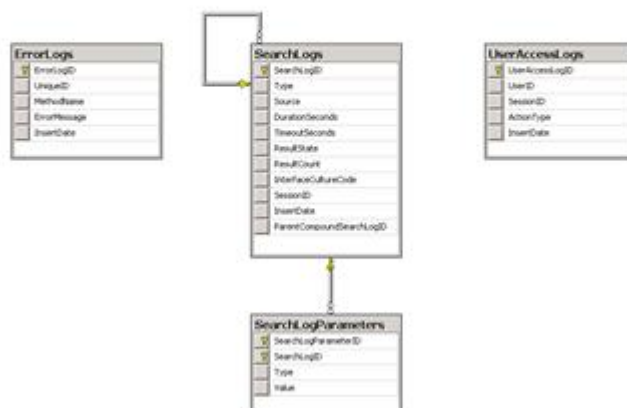 ErrorLogs
ErrorLogID
UniqueID
MethodName
ErrorMessage
InsertDate
SearchLogs
SearchLogID
Type
Source
DurationSeconds
TimeoutSeconds
ResultState
ResultCount
InterfaceCultureCode
SessionID
InsertDate
ParentCompoundSearchLogID
UserAccessLogs
UserAccessLogID
UserID
SessionID
ActionType
InsertDate
SearchLogParameters
SearchLogParameterID
SearchLogID
Type
Value